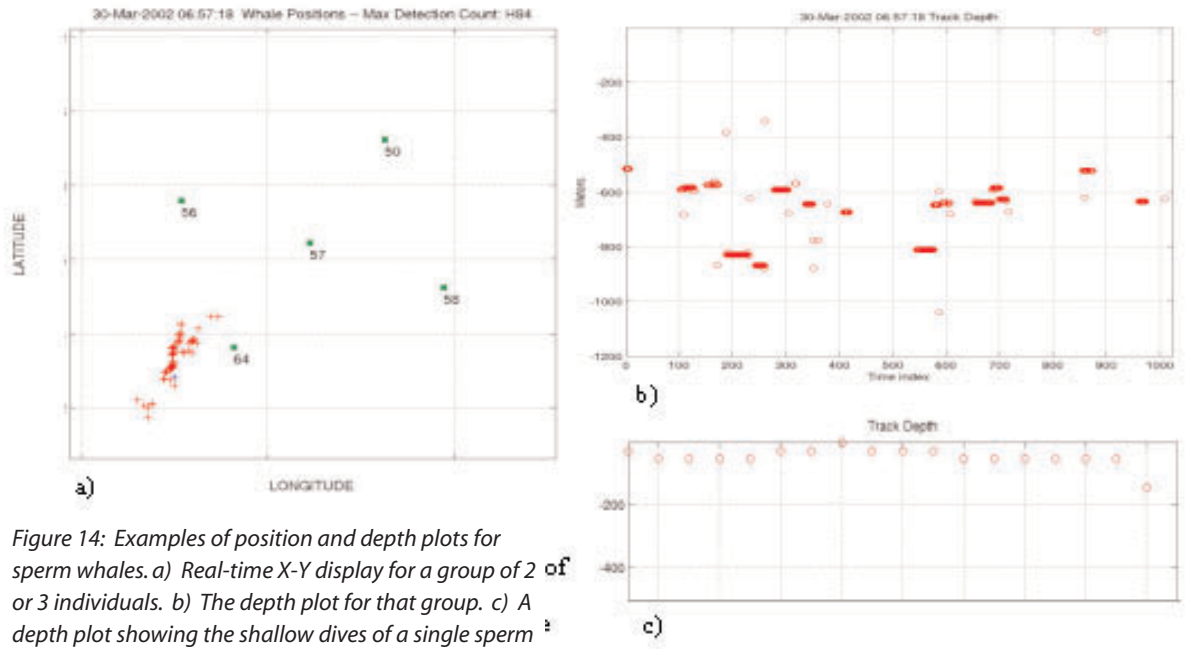 30-Mar-2002 06:57:18 Whale Positions -- Max Detection Count: H84
50
56
57
58
64
LATITUDE
LONGITUDE
a)
30-Mar-2002 06:57:18 Track Depth
-200
-400
-600
-800
-1000
-1200
Meters
0 100 200 300 400 500 600 700 800 900 1000
Time index
b)
Track Depth
-200
-400
c)
Figure 14: Examples of position and depth plots for
sperm whales. a) Real-time X-Y display for a group of 2
or 3 individuals. b) The depth plot for that group. c) A
depth plot showing the shallow dives of a single sperm
of